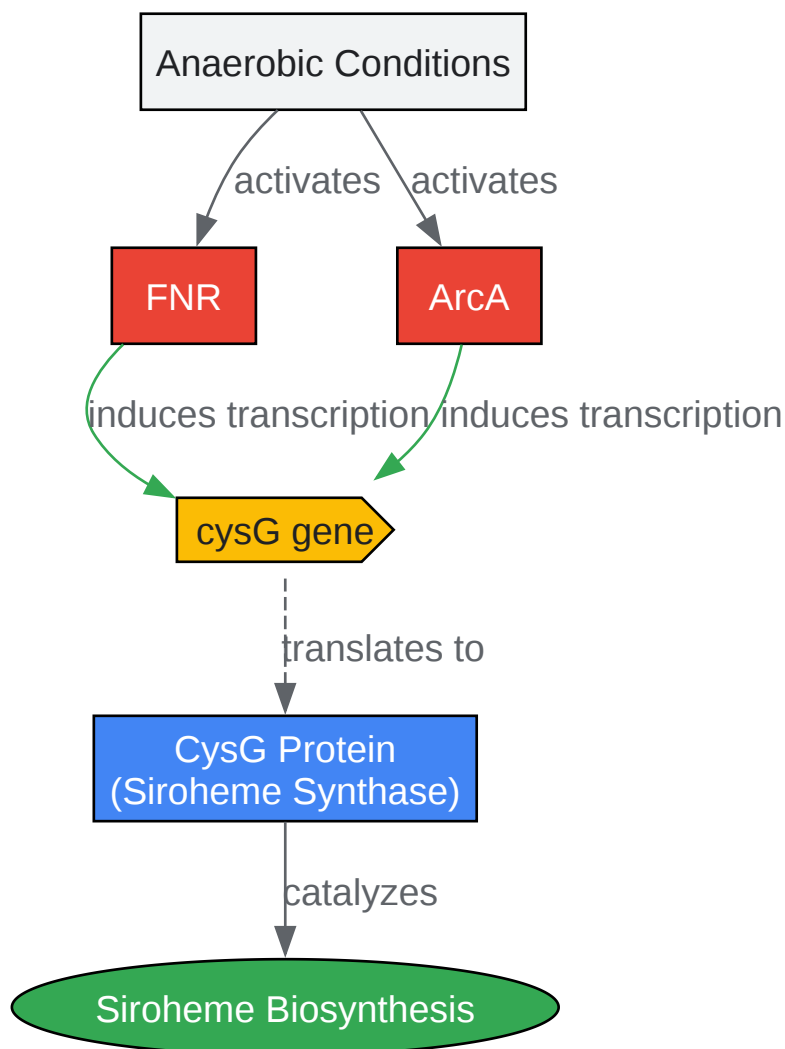 Anaerobic Conditions
activates
activates
FNR
ArcA
induces transcription
induces transcription
cysG gene
translates to
CysG Protein
(Siroheme Synthase)
catalyzes
Siroheme Biosynthesis